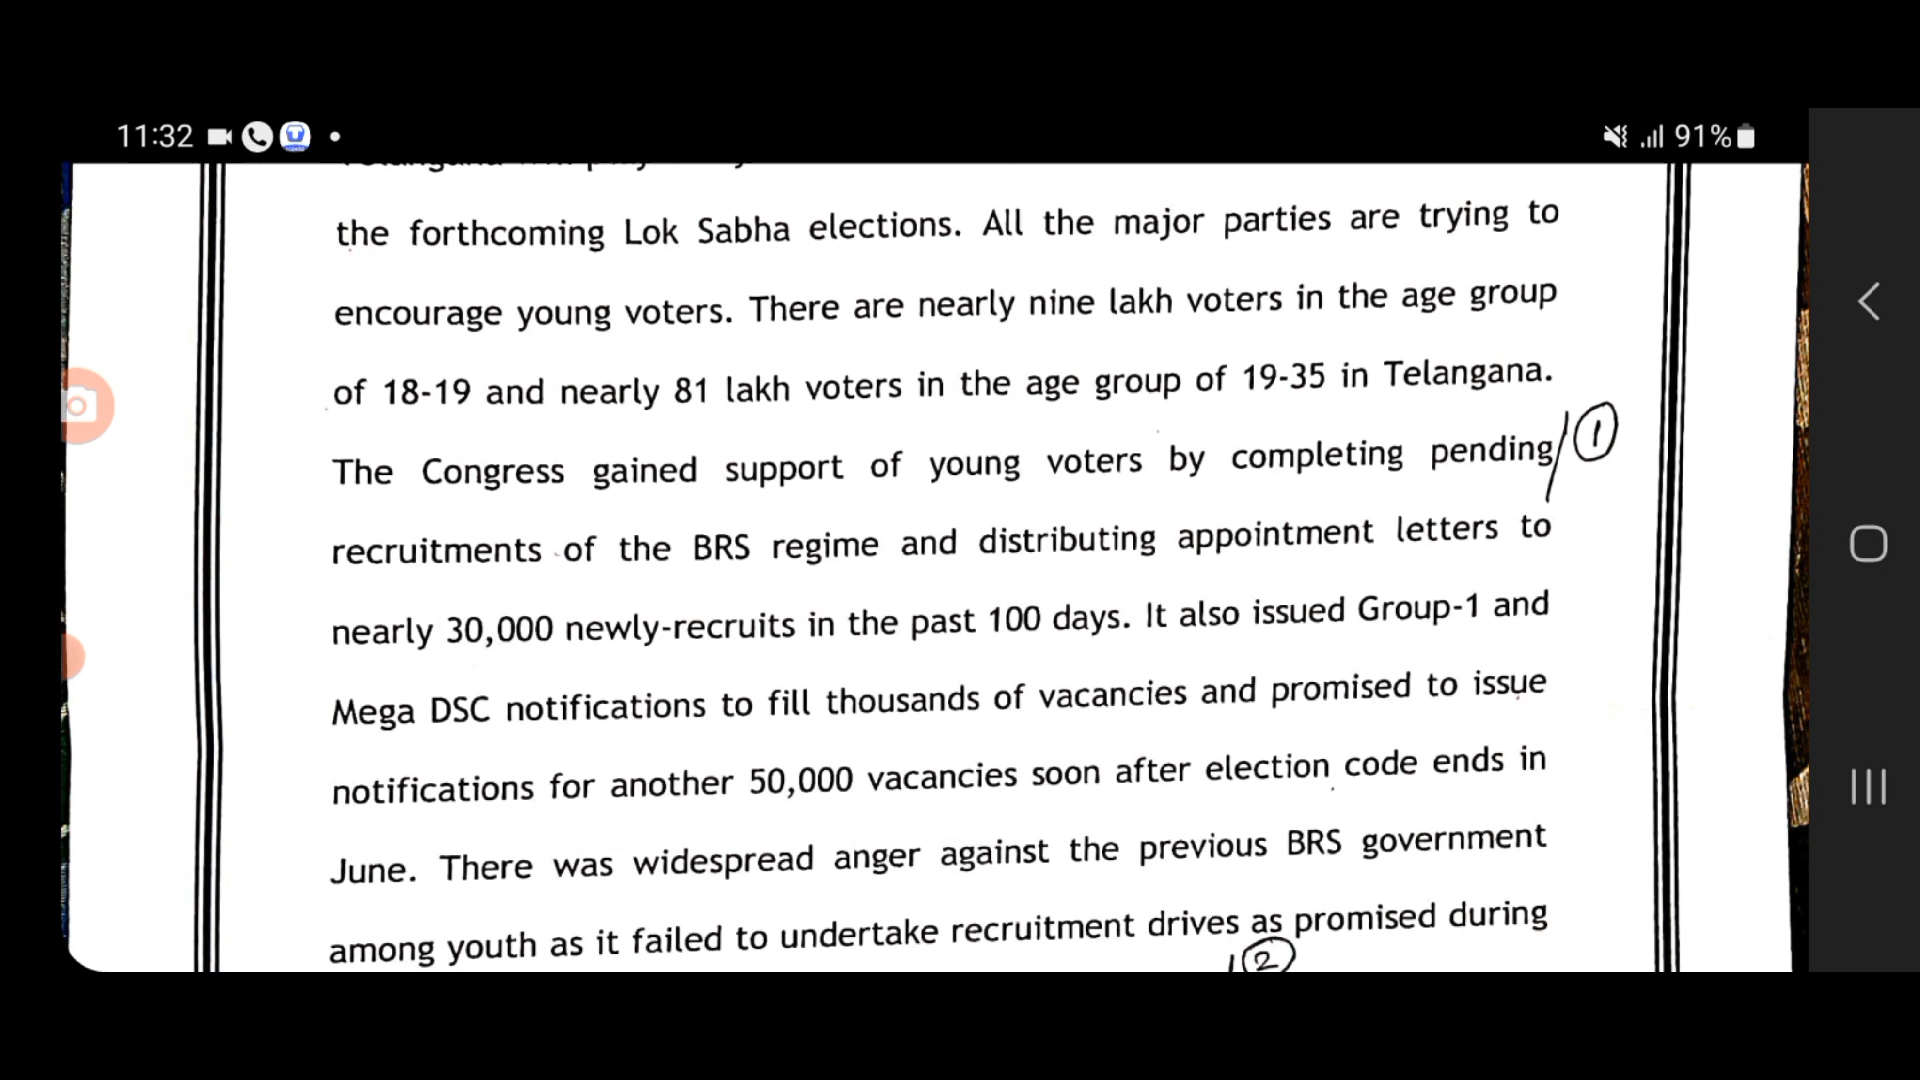 11:32
91%
the forthcoming Lok Sabha elections. All the major parties are trying to
encourage young voters. There are nearly nine lakh voters in the age group
of 18-19 and nearly 81 lakh voters in the age group of 19-35 in Telangana.
The Congress gained support of young voters by completing pending/ 1
recruitments of the BRS regime and distributing appointment letters to
nearly 30,000 newly-recruits in the past 100 days. It also issued Group-1 and
Mega DSC notifications to fill thousands of vacancies and promised to issue
notifications for another 50,000 vacancies soon after election code ends in
June. There was widespread anger against the previous BRS government
among youth as it failed to undertake recruitment drives as promised during
2